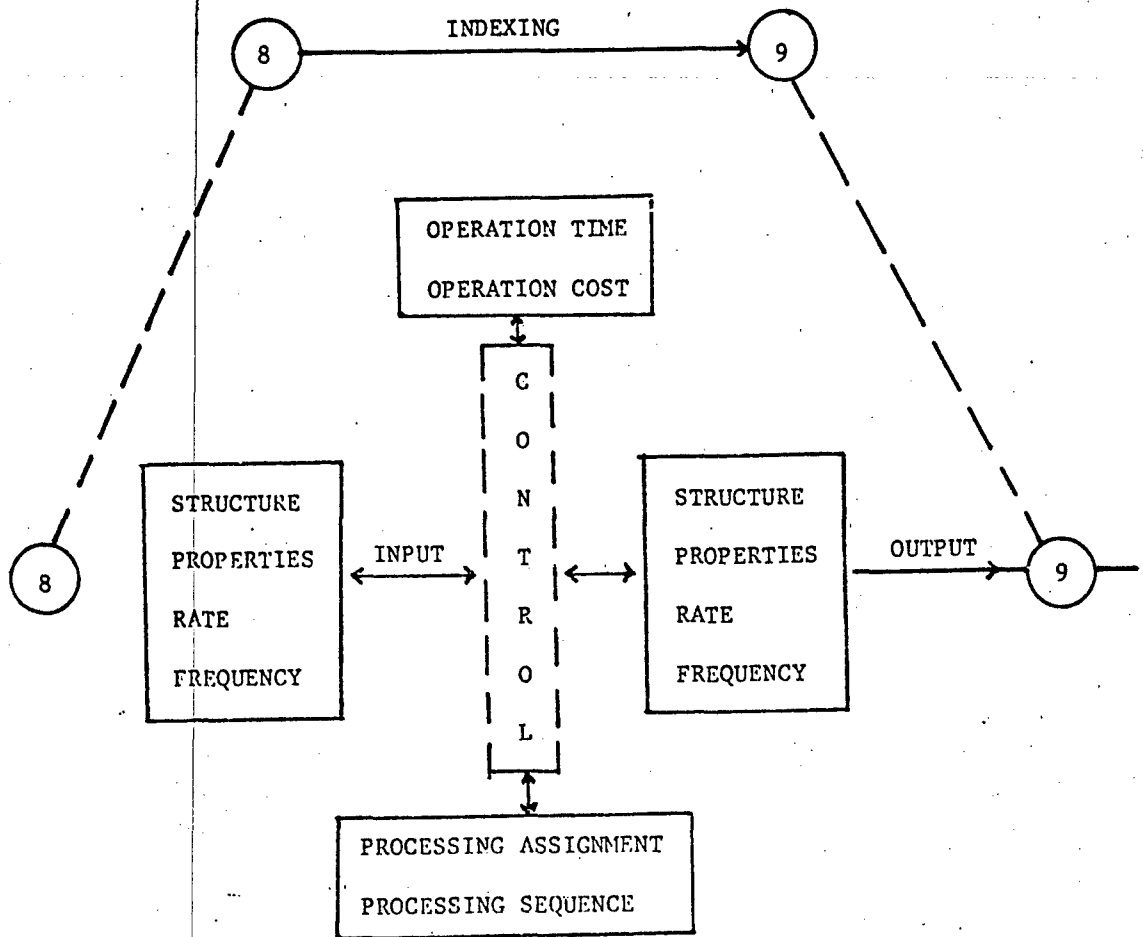 INDEXING
8
9
OPERATION TIME
OPERATION COST
CONTROL
STRUCTURE
PROPERTIES
RATE
FREQUENCY
INPUT
STRUCTURE
PROPERTIES
RATE
FREQUENCY
OUTPUT
8
9
PROCESSING ASSIGNMENT
PROCESSING SEQUENCE